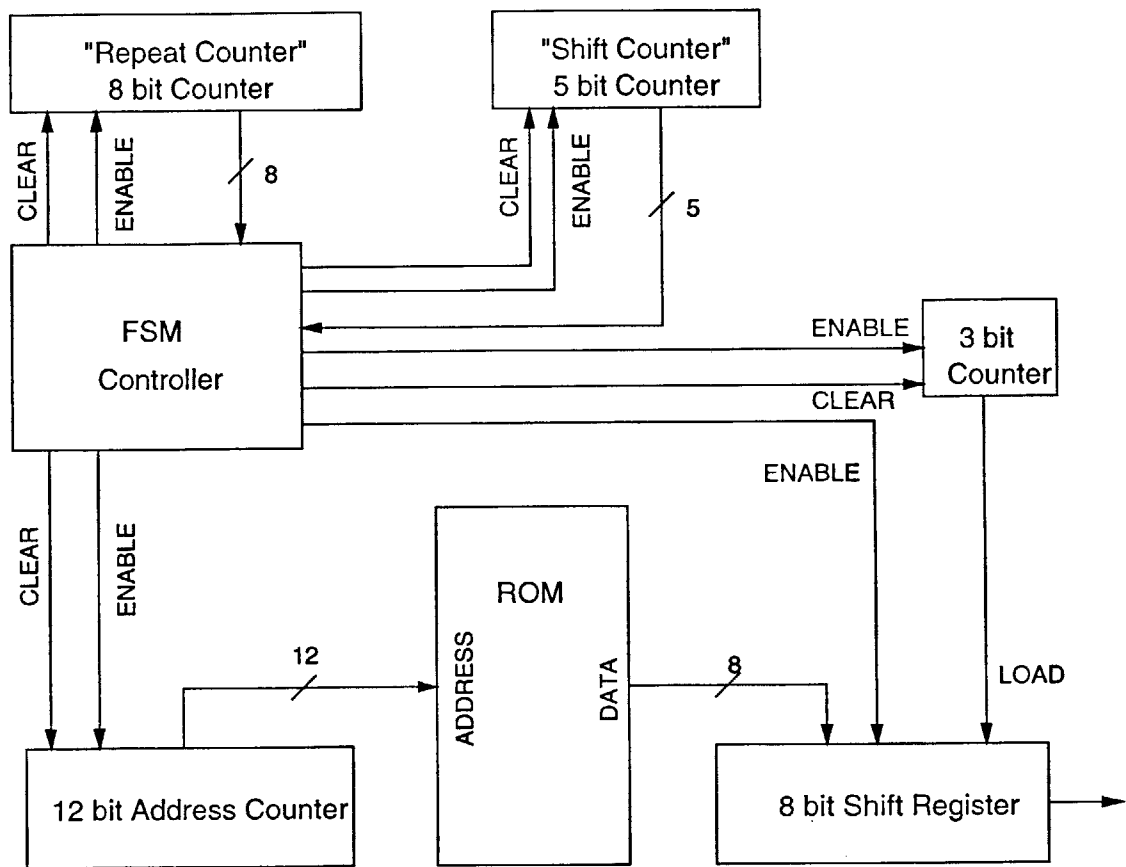 "Repeat Counter"
8 bit Counter
"Shift Counter"
5 bit Counter
CLEAR
ENABLE
8
CLEAR
ENABLE
5
FSM
Controller
ENABLE
3 bit
Counter
CLEAR
ENABLE
CLEAR
ENABLE
ROM
12
ADDRESS
DATA
8
LOAD
12 bit Address Counter
8 bit Shift Register